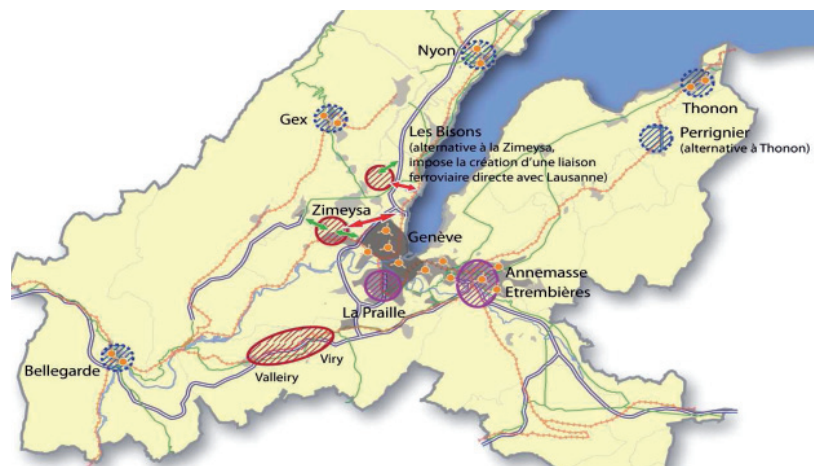 Nyon
Thonon
Gex
Les Bisons
(alternative à la Zimeysa,
impose la création d'une liaison
ferroviaire directe avec Lausanne)
Perrignier
(alternative à Thonon)
Zimeysa
Genève
Annemasse
Etrembières
La Praille
Bellegarde
Viry
Valleiry